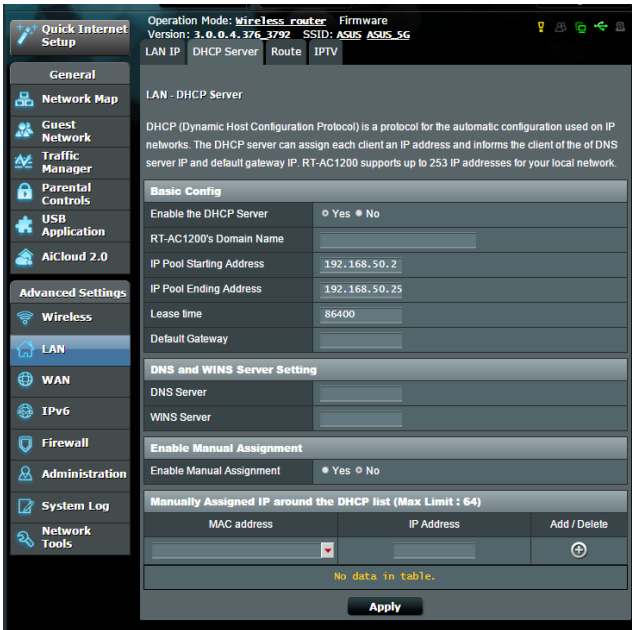 Quick Internet
Setup
Operation Mode: Wireless router Firmware
Version: 3.0.0.4.376_3792 SSID: ASUS ASUS_5G
LAN IP DHCP Server Route IPTV
General
Network Map
Guest
Network
Traffic
Manager
Parental
Controls
USB
Application
AiCloud 2.0
Advanced Settings
Wireless
LAN
WAN
IPv6
Firewall
Administration
System Log
Network
Tools
LAN - DHCP Server
DHCP (Dynamic Host Configuration Protocol) is a protocol for the automatic configuration used on IP
networks. The DHCP server can assign each client an IP address and informs the client of the of DNS
server IP and default gateway IP. RT-AC1200 supports up to 253 IP addresses for your local network.
Basic Config
Enable the DHCP Server Yes No
RT-AC1200's Domain Name
IP Pool Starting Address 192.168.50.2
IP Pool Ending Address 192.168.50.25
Lease time 86400
Default Gateway
DNS and WINS Server Setting
DNS Server
WINS Server
Enable Manual Assignment
Enable Manual Assignment Yes No
Manually Assigned IP around the DHCP list (Max Limit : 64)
MAC address IP Address Add / Delete
No data in table.
Apply